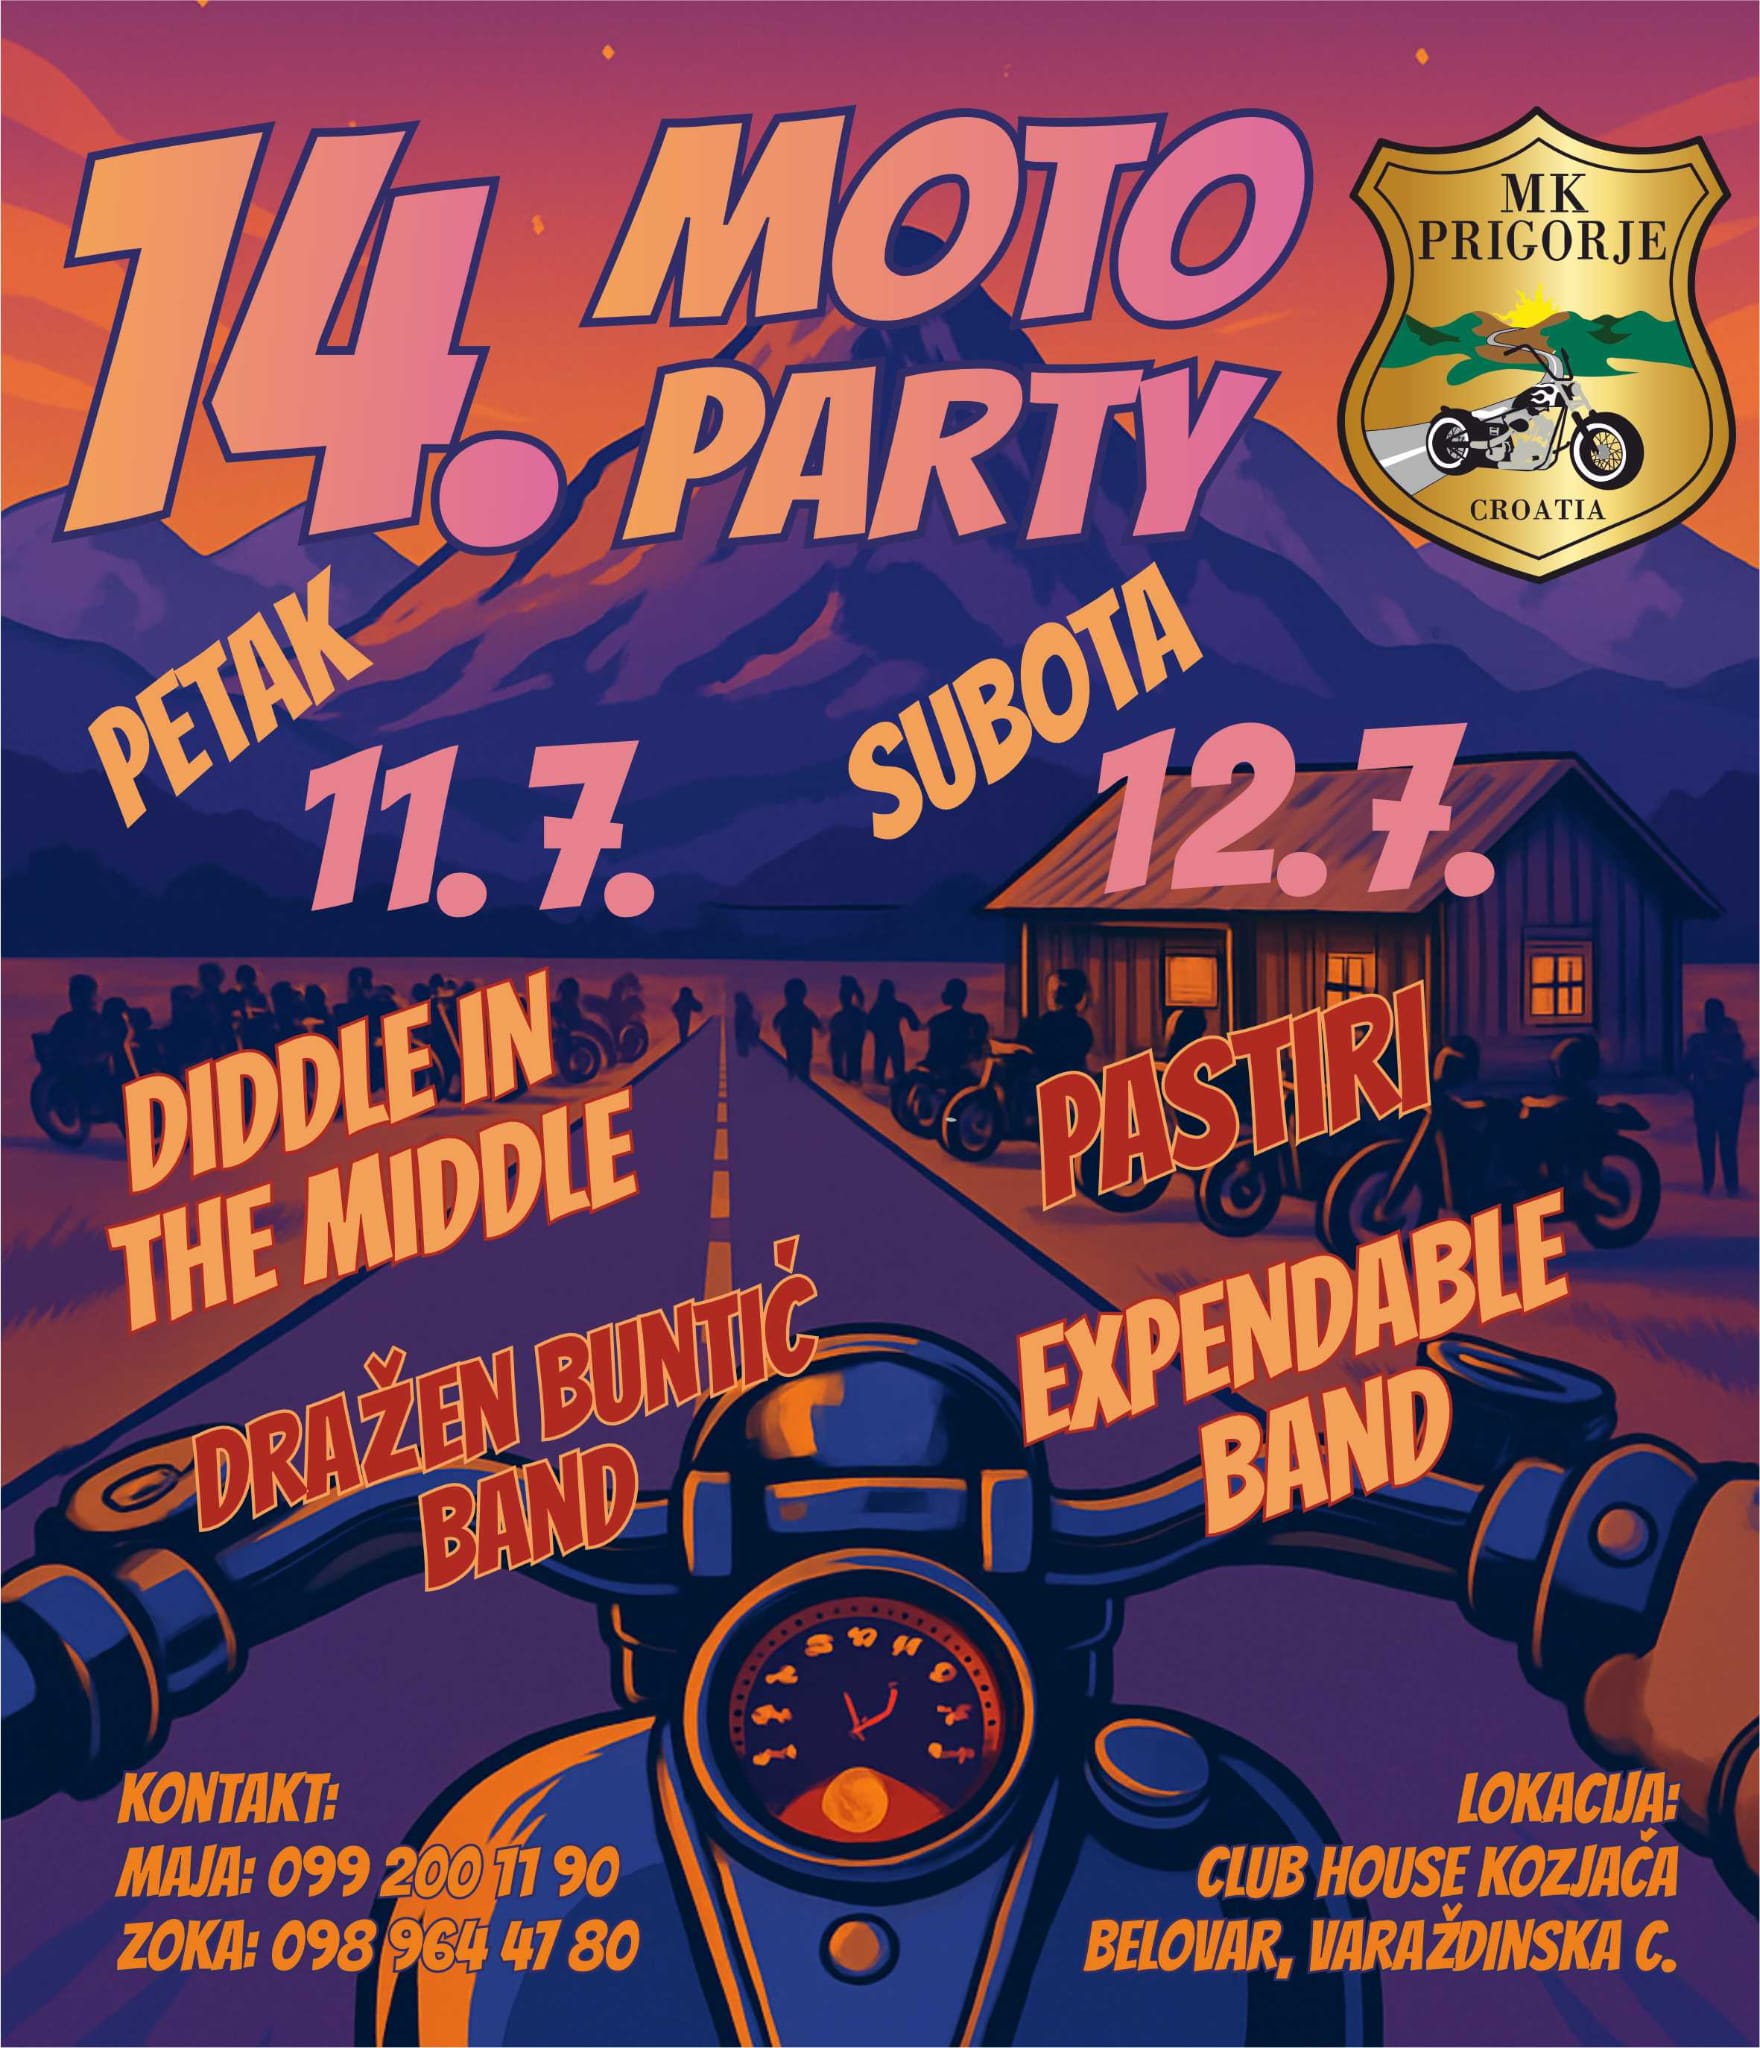 14. MOTO
PARTY
MK
PRIGORJE
CROATIA
PETAK
11. 7.
SUBOTA
12. 7.
DIDDLE IN
THE MIDDLE
DRAŽEN BUNTIĆ
BAND
PASTIRI
EXPENDABLE
BAND
KONTAKT:
MAJA: 099 200 11 90
ZOKA: 098 964 47 80
LOKACIJA:
CLUB HOUSE KOZJAČA
BELOVAR, VARAŽDINSKA C.